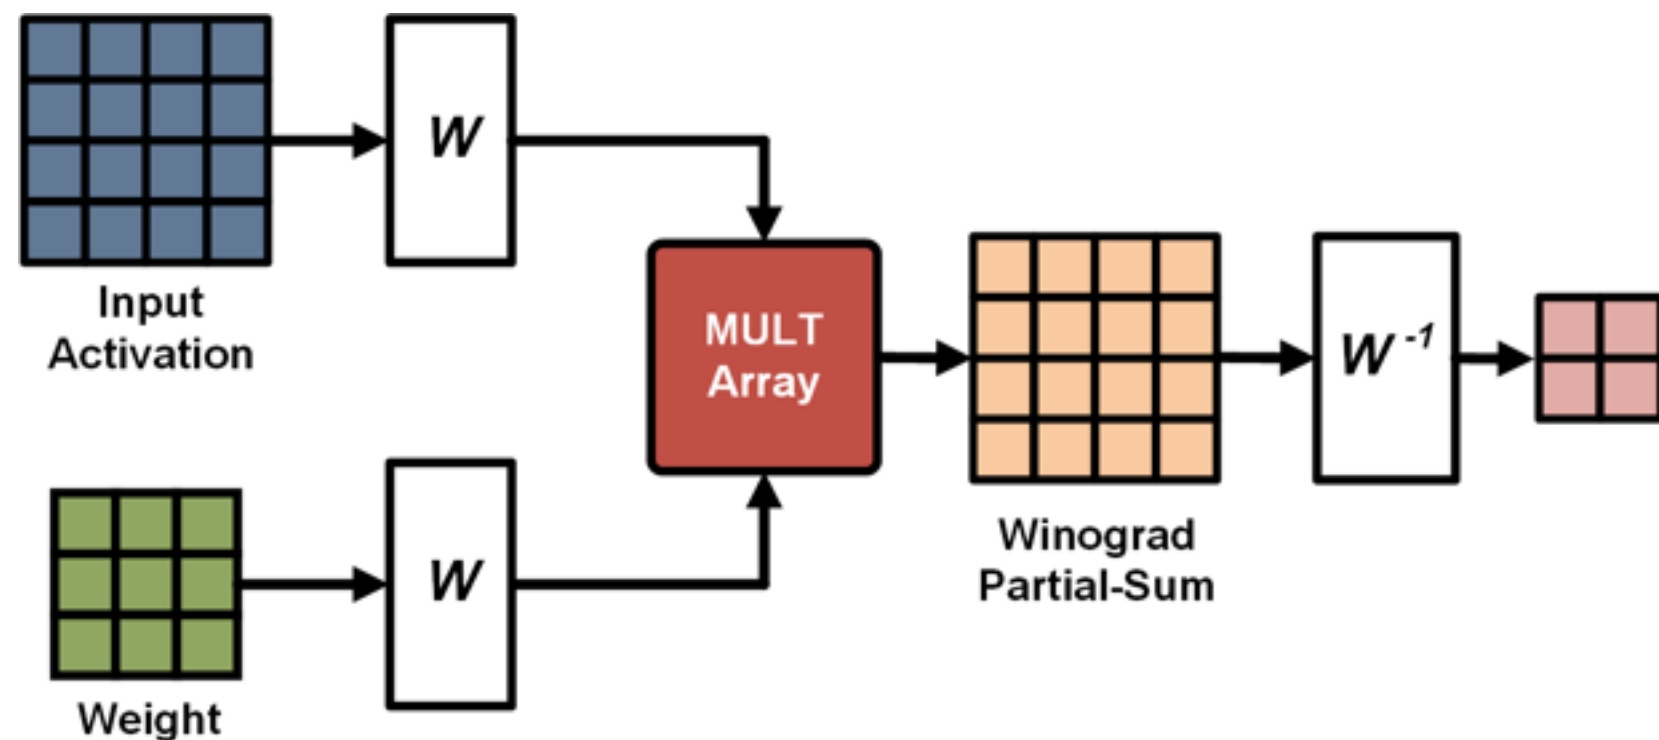 Input
Activation
W
MULT
Array
Winograd
Partial-Sum
W⁻¹
Weight
W